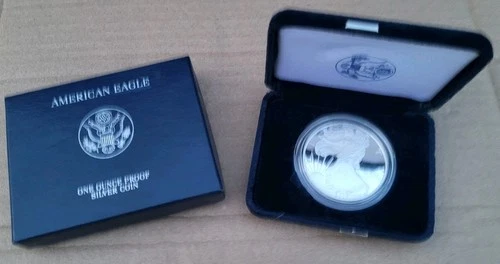 AMERICAN EAGLE
ONE OUNCE PROOF
SILVER COIN